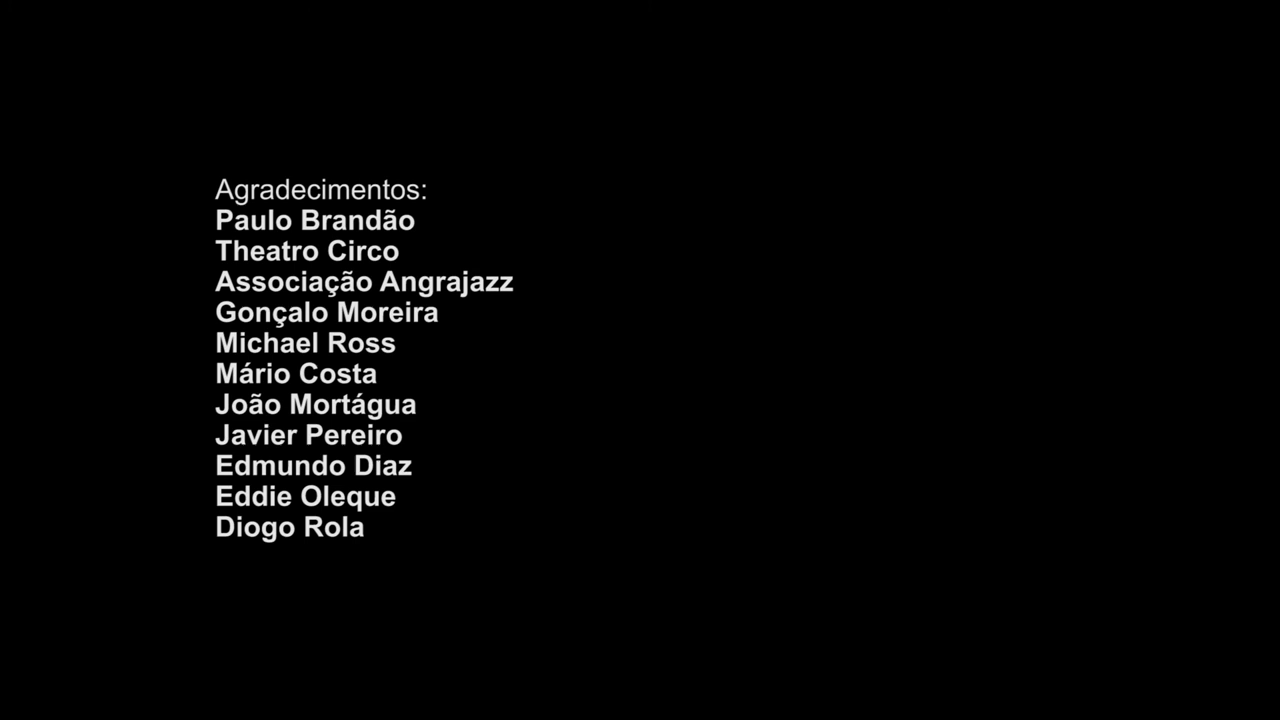 Agradecimentos:
Paulo Brandão
Theatro Circo
Associação Angrajazz
Gonçalo Moreira
Michael Ross
Mário Costa
João Mortágua
Javier Pereiro
Edmundo Diaz
Eddie Oleque
Diogo Rola